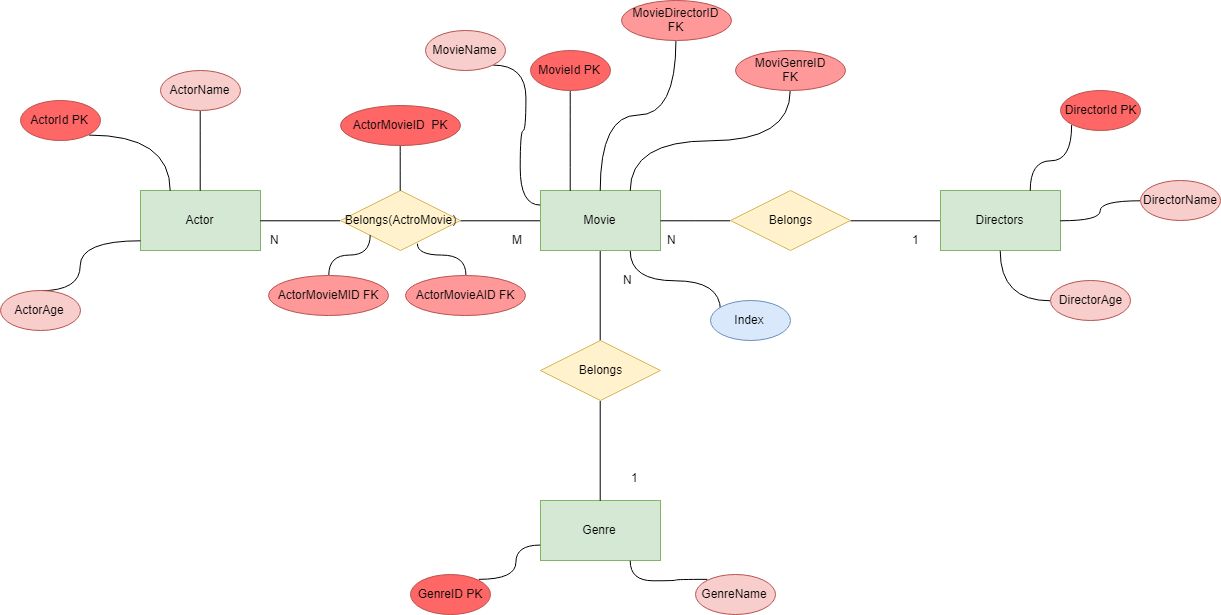 MovieDirectorID
FK
MovieName
MovieId PK
MoviGenreID
FK
ActorName
ActorId PK
ActorMovieID  PK
DirectorId PK
DirectorName
Actor
Belongs(ActroMovie)
Movie
Belongs
Directors
N
M
N
1
N
ActorMovieMID FK
ActorMovieAID FK
ActorAge
Index
DirectorAge
Belongs
1
Genre
GenreID PK
GenreName